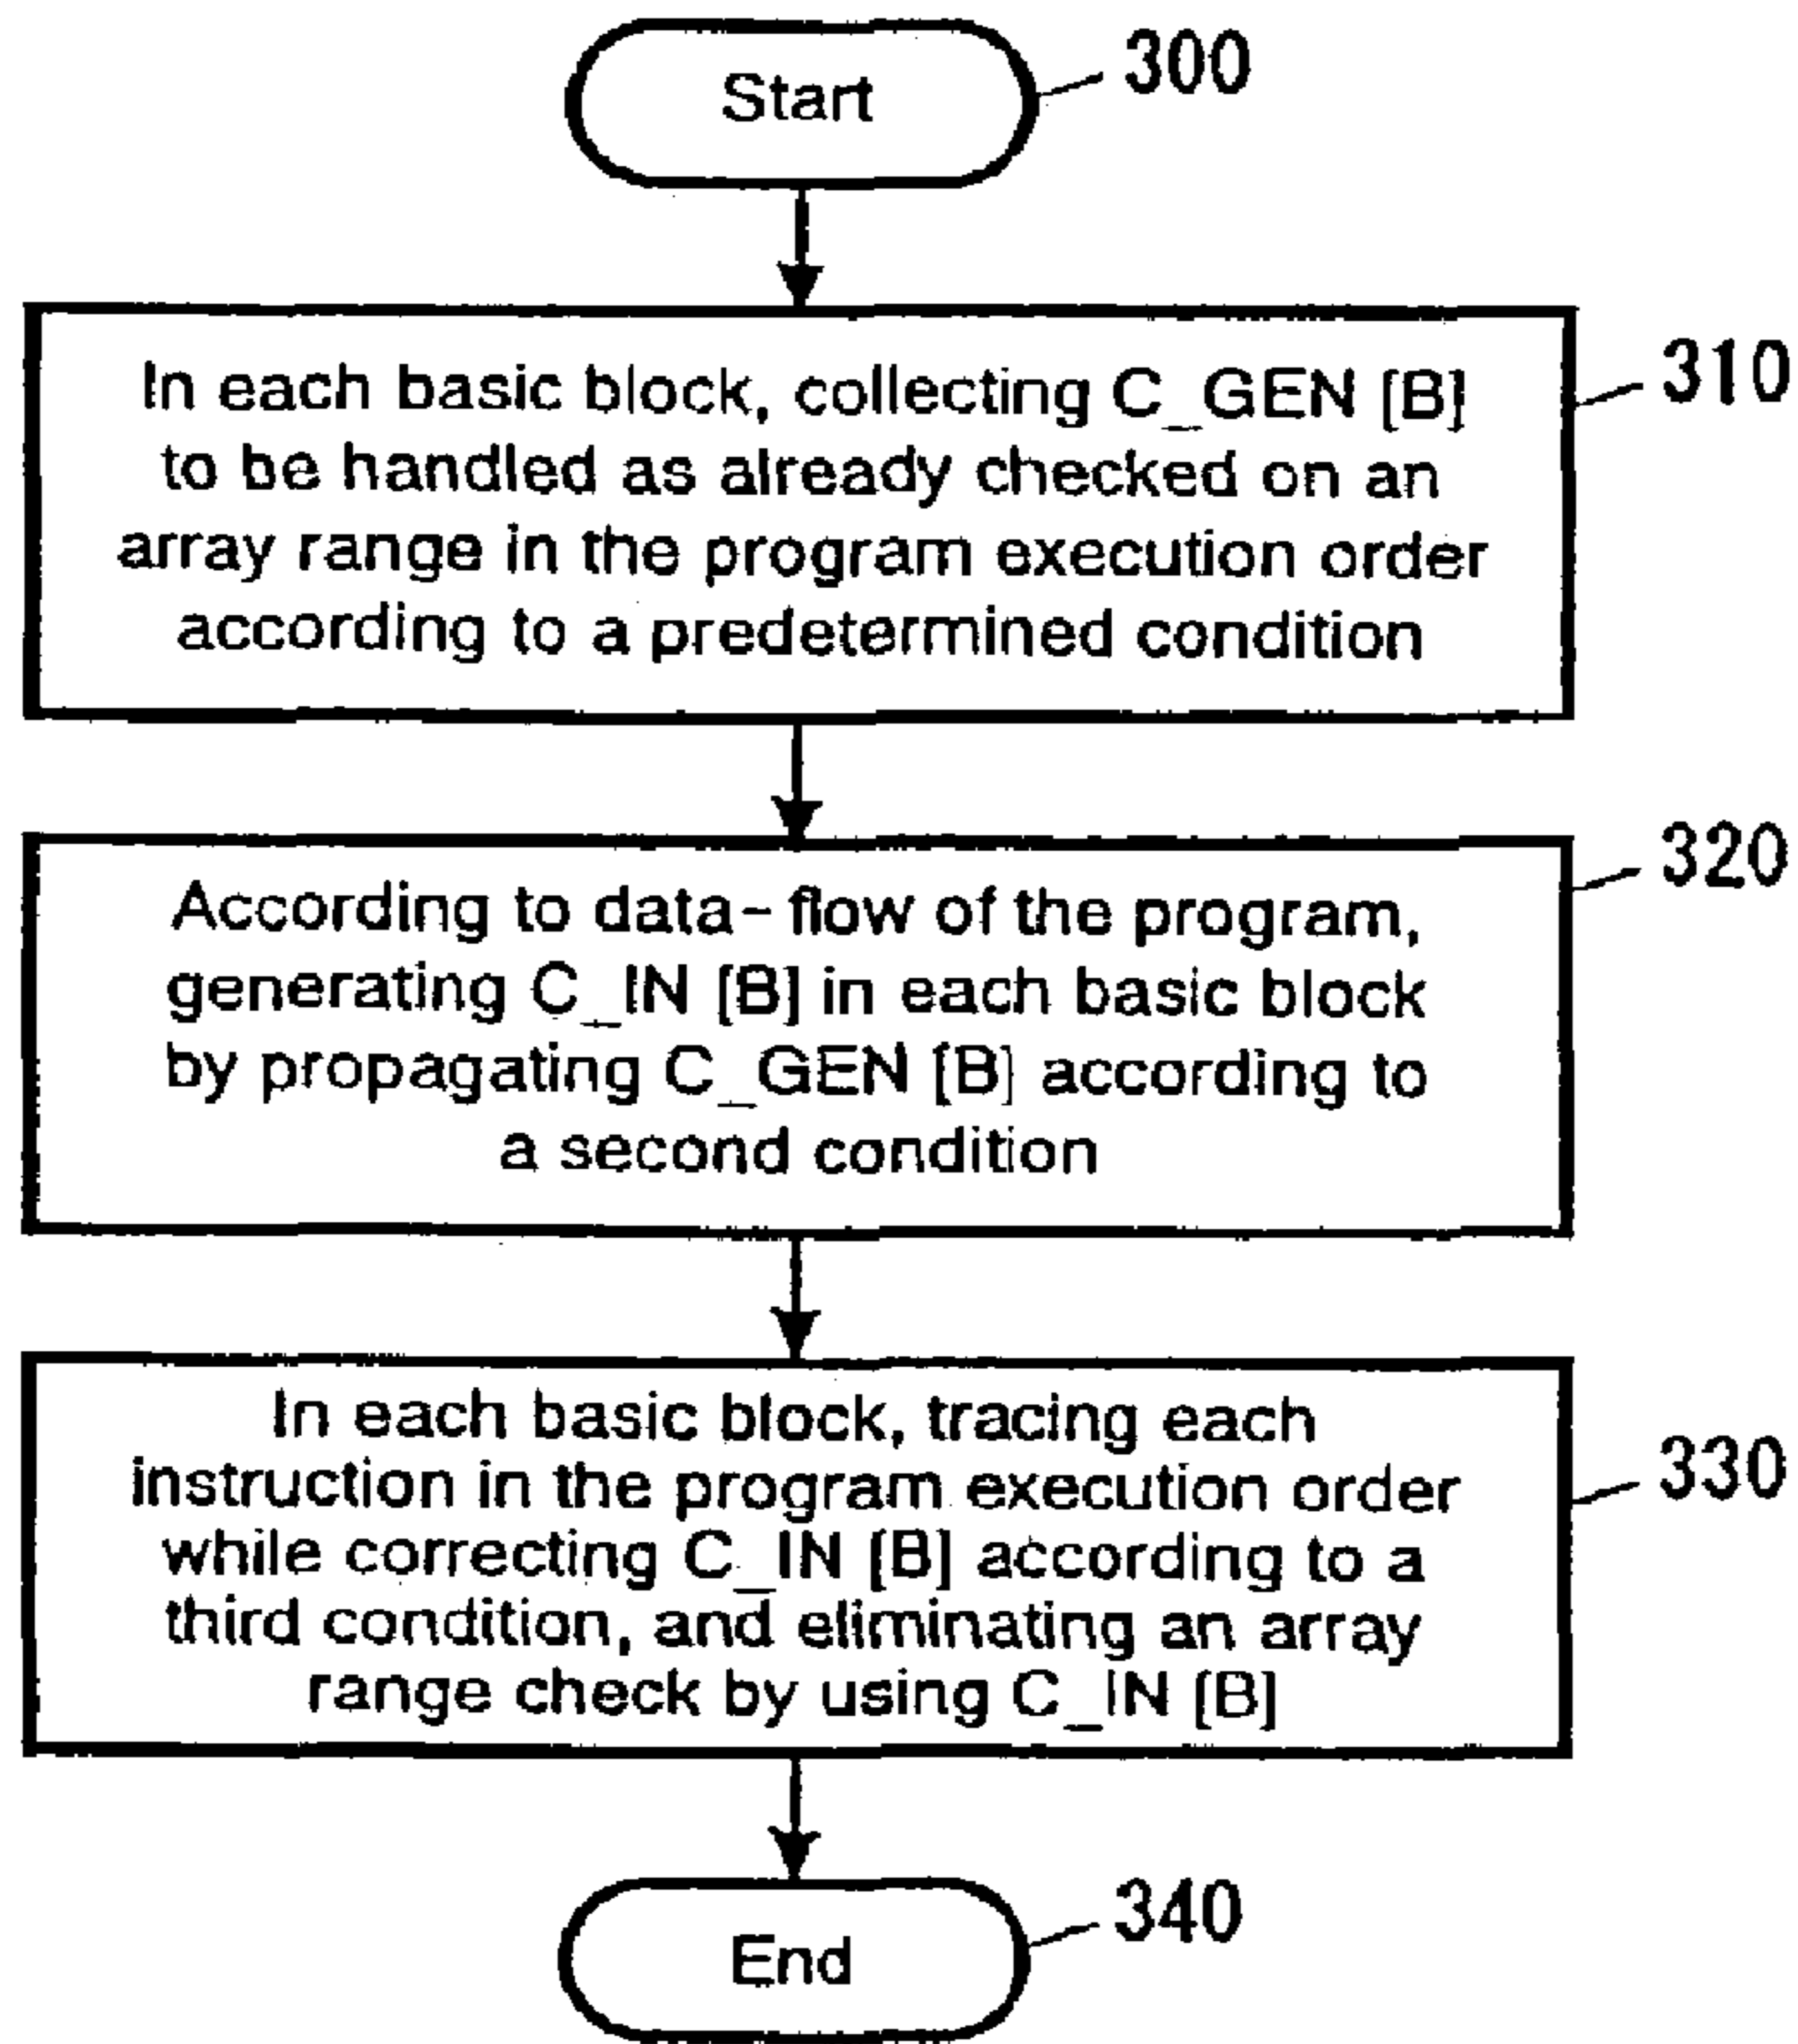 Start
300
In each basic block, collecting C_GEN [B]
to be handled as already checked on an
array range in the program execution order
according to a predetermined condition
310
According to data-flow of the program,
generating C_IN [B] in each basic block
by propagating C_GEN [B] according to
a second condition
320
In each basic block, tracing each
instruction in the program execution order
while correcting C_IN [B] according to a
third condition, and eliminating an array
range check by using C_IN [B]
330
End
340